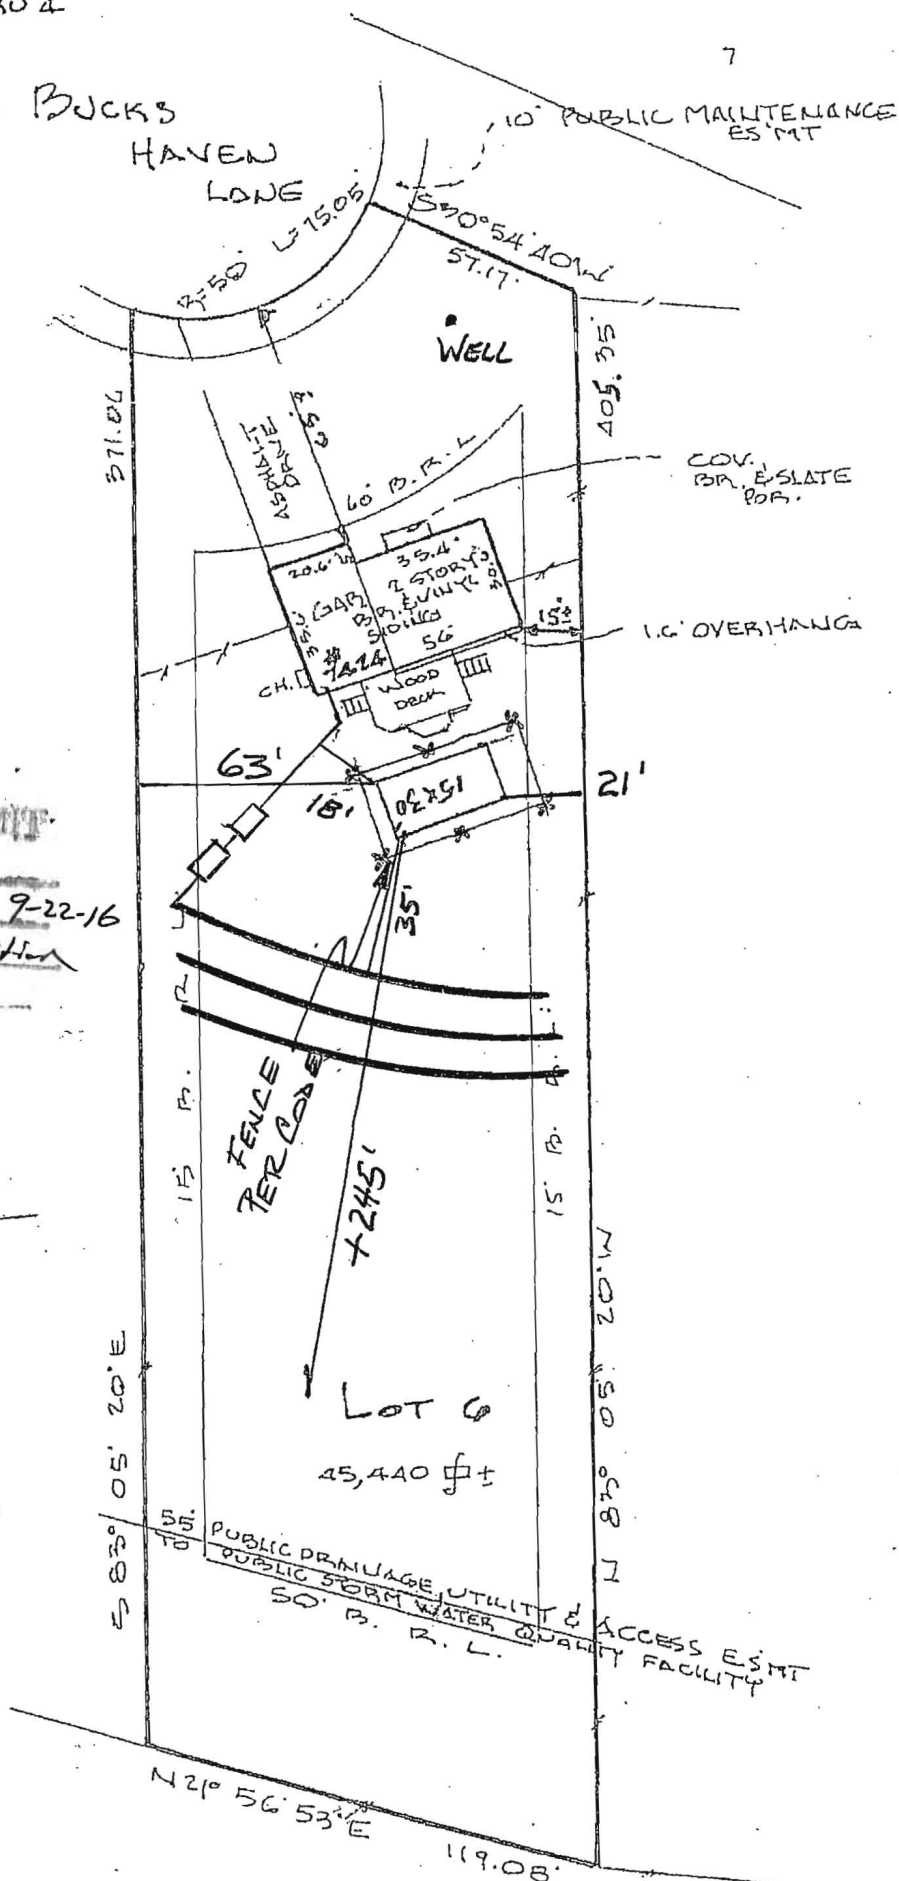 7
BUCKS
HAVEN
LANE
10' PUBLIC MAINTENANCE
ES'MT
R=50' L=75.05'
S30°54'40"W
57.17'
WELL
405.35'
ASPHALT
DRIVE
60' B.R.L
COV.
BR. & SLATE
POR.
20.6'
35.4'
2 STORY
BR. & VINYL
SIDING
GAR
56'
15'±
1.6' OVERHANG
CH.
WOOD
DECK
63'
18'
15x30
21'
35'
9-22-16
FENCE
PER CODE
+245'
15' B. R. L.
15' B. R. L.
LOT 6
45,440 ±
S 83° 05' 20" E
N 83° 05' 20" W
55.
TO
PUBLIC DRAINAGE, UTILITY & ACCESS ES'MT
PUBLIC STORM WATER QUALITY FACILITY
50' B. R. L.
N 21° 56' 53" E
119.08'